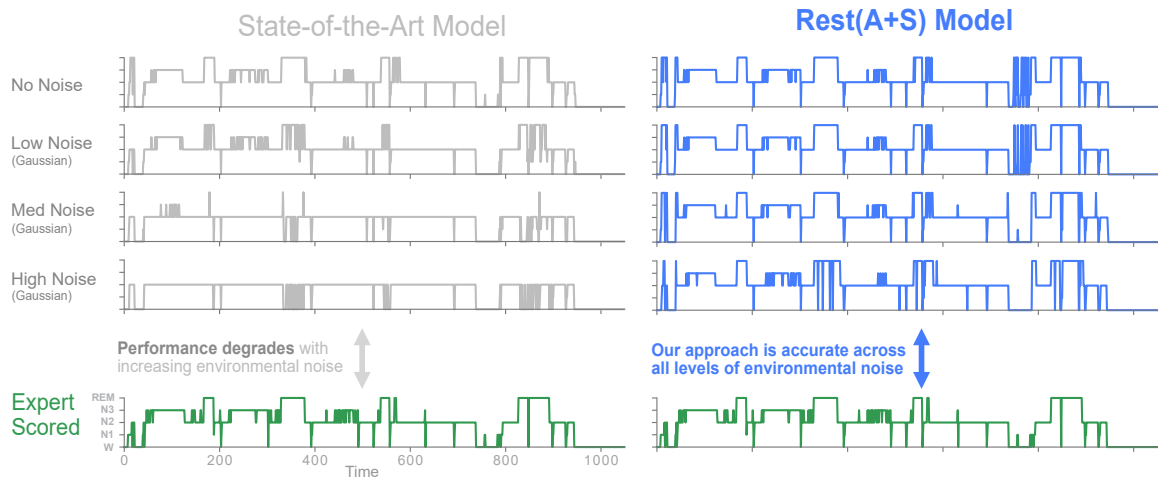 State-of-the-Art Model
Rest(A+S) Model
No Noise
Low Noise
(Gaussian)
Med Noise
(Gaussian)
High Noise
(Gaussian)
Performance degrades with
increasing environmental noise
Our approach is accurate across
all levels of environmental noise
Expert
Scored
REM
N3
N2
N1
W
0 200 400 600 800 1000
Time